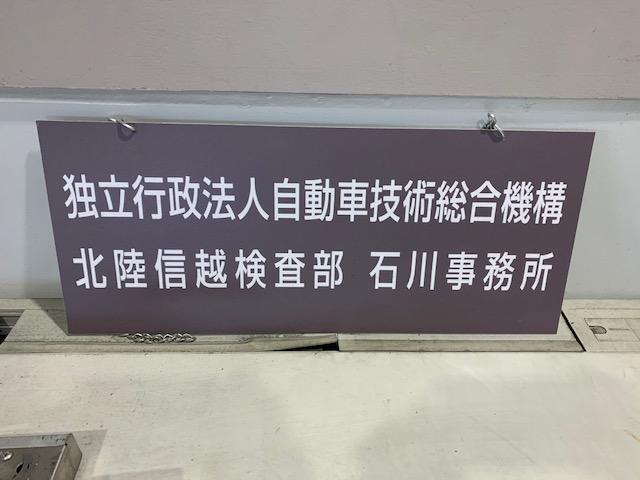 独立行政法人自動車技術総合機構
北陸信越検査部 石川事務所